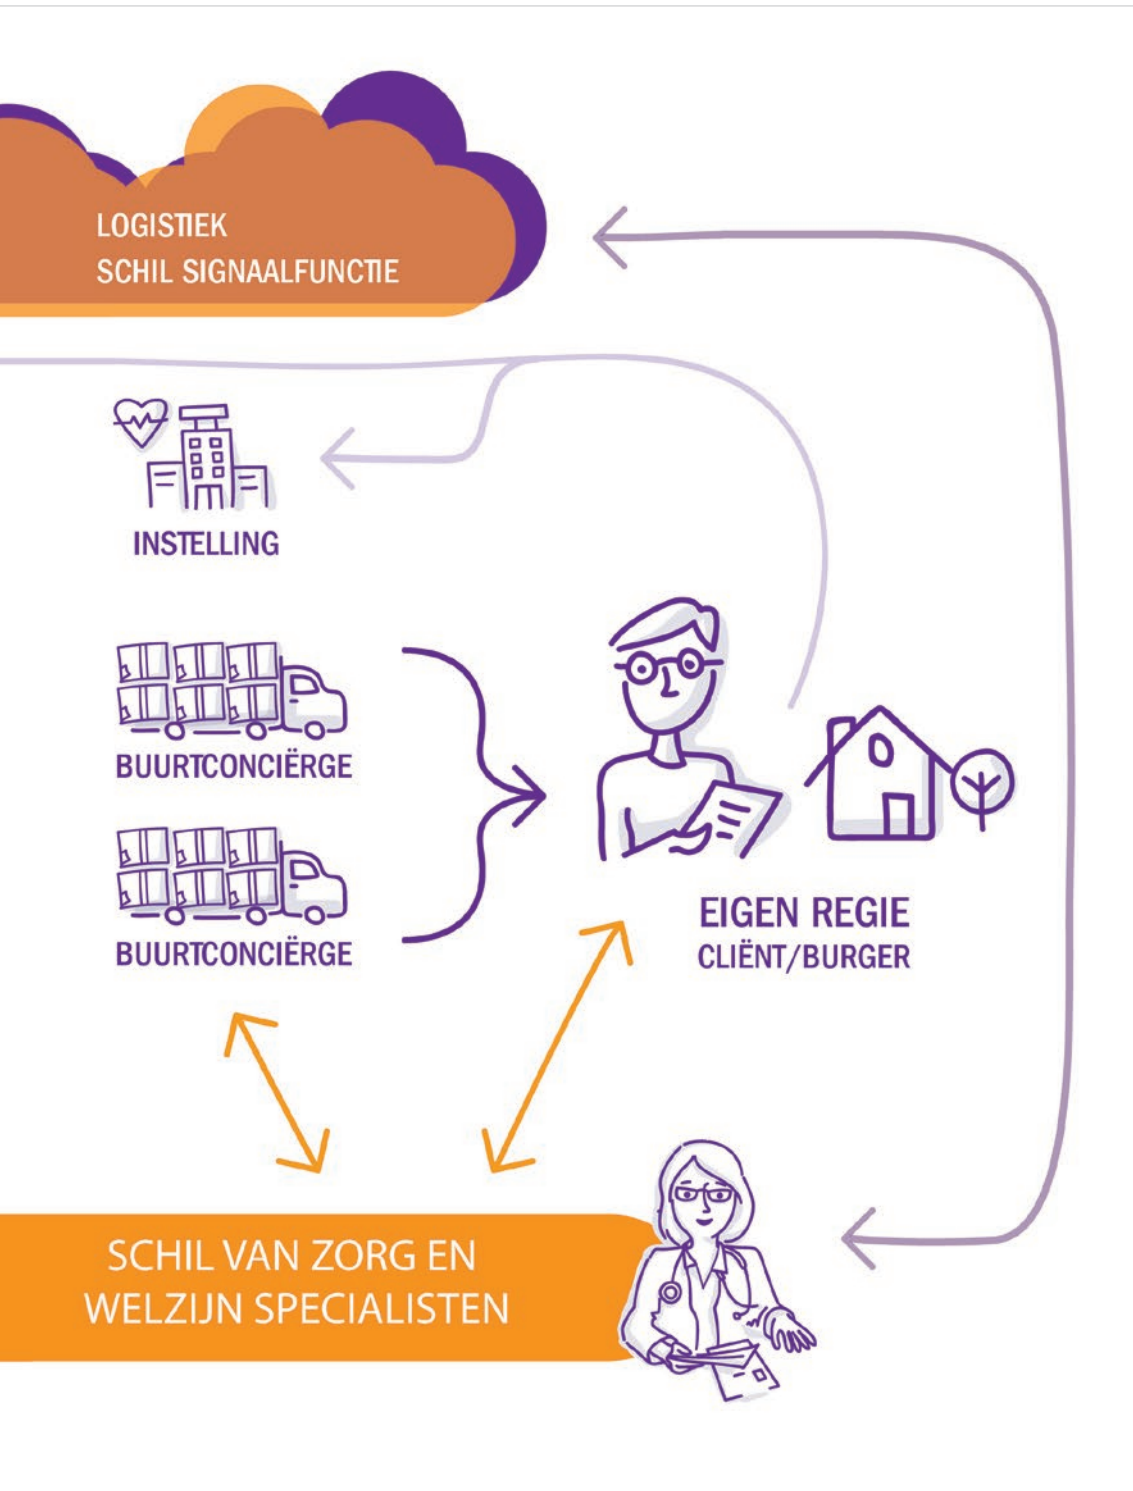 LOGISTIEK
SCHIL SIGNAALFUNCTIE
INSTELLING
BUURTCONCIËRGE
BUURTCONCIËRGE
EIGEN REGIE
CLIËNT/BURGER
SCHIL VAN ZORG EN
WELZIJN SPECIALISTEN